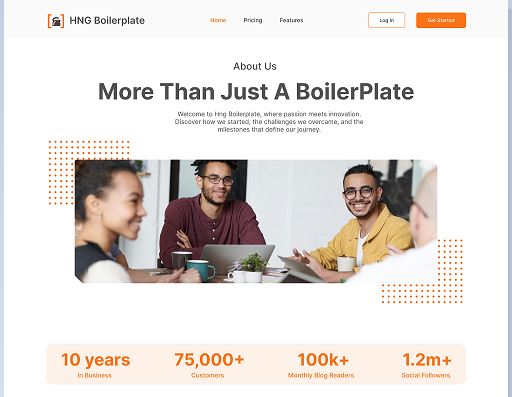 HNG Boilerplate
Home Pricing Features
Log In
Get Started
About Us
More Than Just A BoilerPlate
Welcome to Hng Boilerplate, where passion meets innovation.
Discover how we started, the challenges we overcame, and the
milestones that define our journey.
10 years
In Business
75,000+
Customers
100k+
Monthly Blog Readers
1.2m+
Social Followers